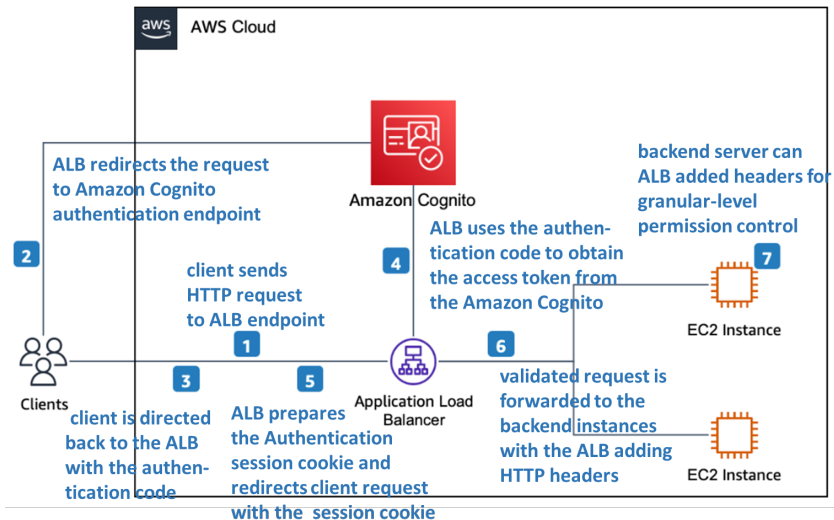 aws
AWS Cloud
ALB redirects the request
to Amazon Cognito
authentication endpoint
2
Amazon Cognito
backend server can
ALB added headers for
granular-level
permission control
7
ALB uses the authen-
tication code to obtain
the access token from
the Amazon Cognito
4
client sends
HTTP request
to ALB endpoint
1
EC2 Instance
6
3
5
Clients
Application Load
Balancer
client is directed
back to the ALB
with the authen-
tication code
ALB prepares
the Authentication
session cookie and
redirects client request
with the session cookie
validated request is
forwarded to the
backend instances
with the ALB adding
HTTP headers
EC2 Instance